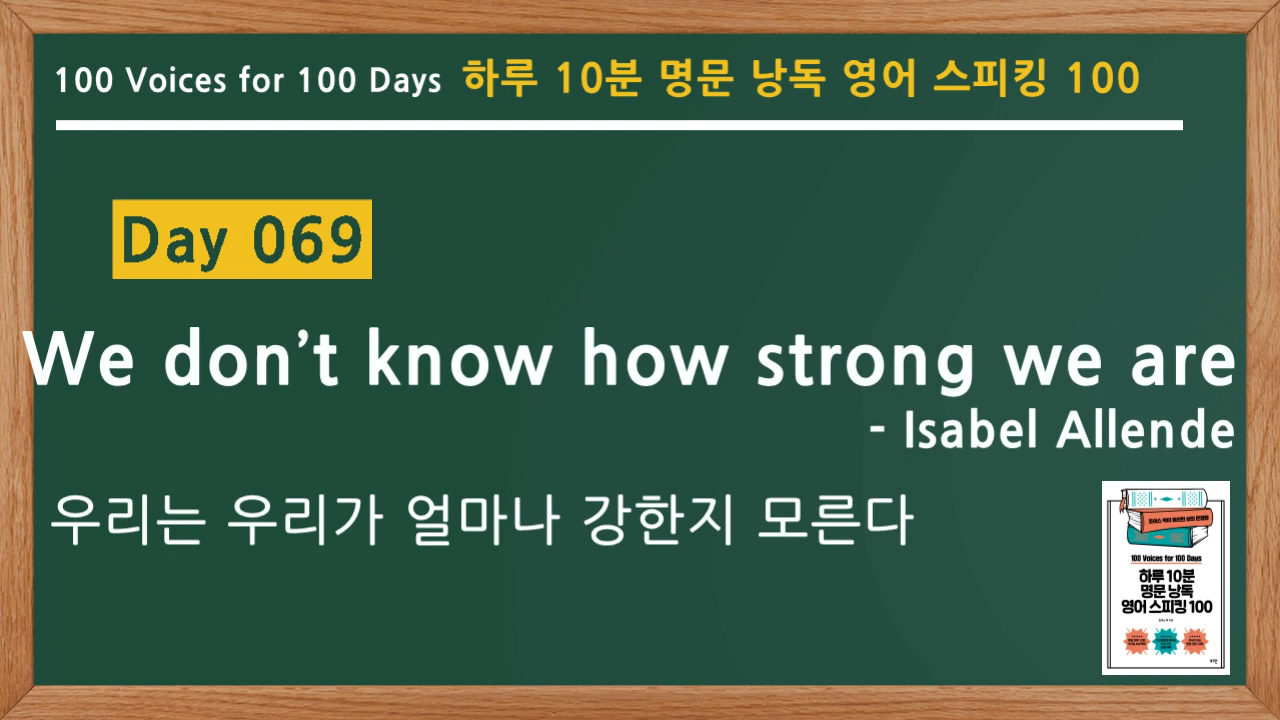 100 Voices for 100 Days 하루 10분 명문 낭독 영어 스피킹 100
Day 069
We don’t know how strong we are
- Isabel Allende
우리는 우리가 얼마나 강한지 모른다
100 Voices for 100 Days
하루 10분
명문 낭독
영어 스피킹 100